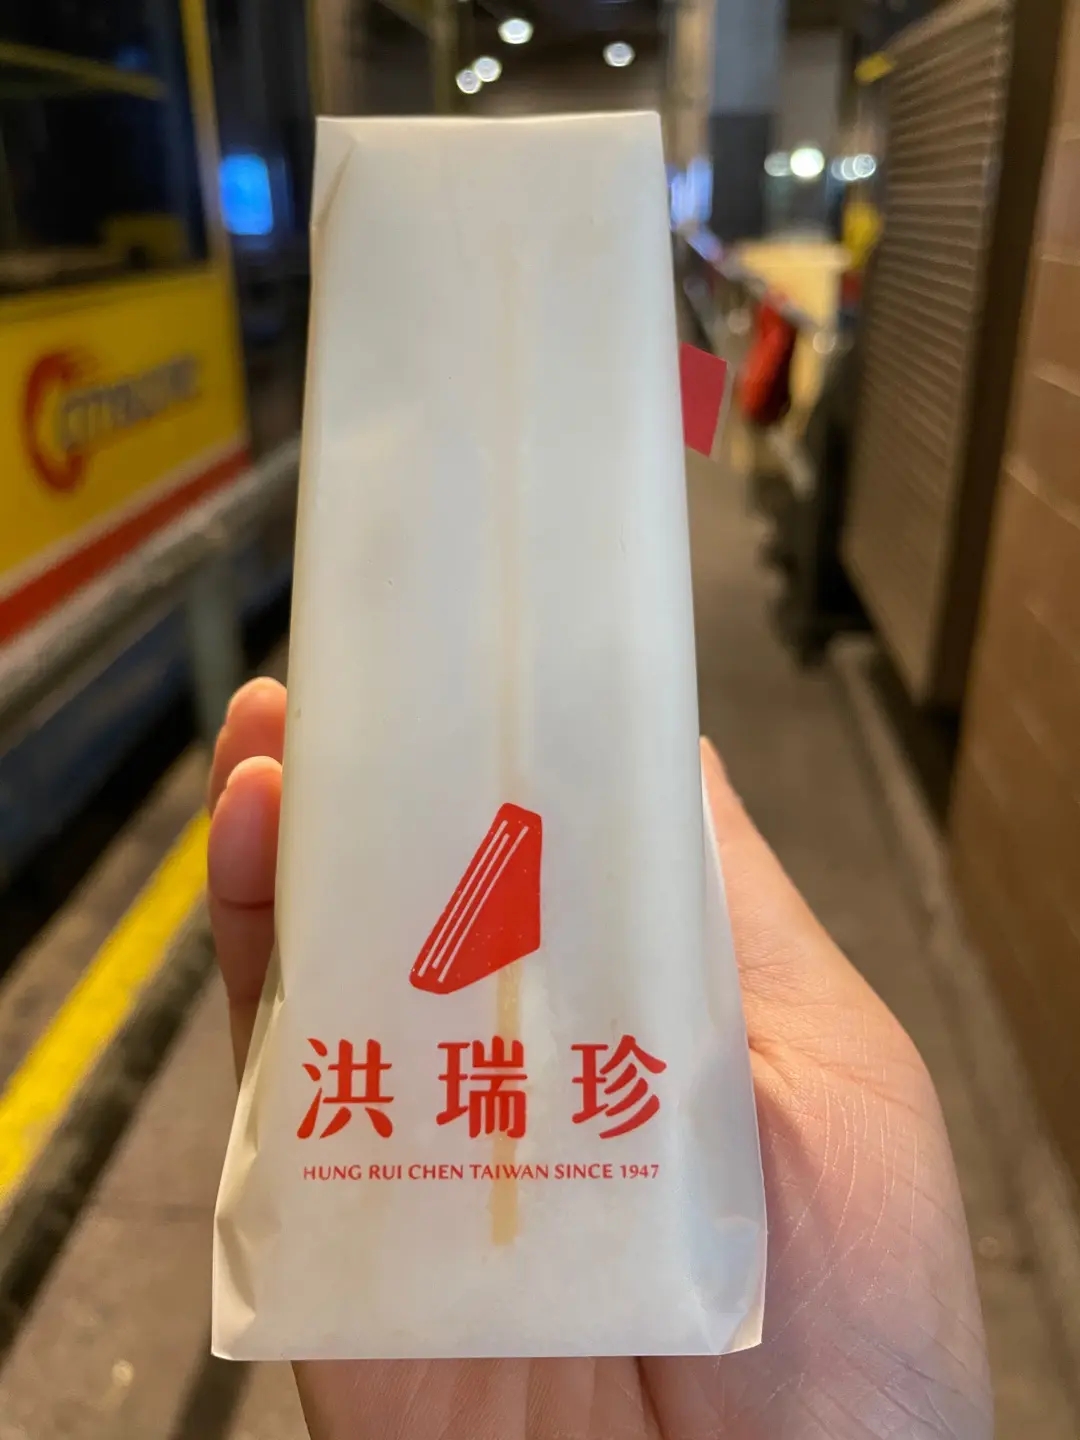 洪瑞珍
HUNG RUI CHEN TAIWAN SINCE 1947